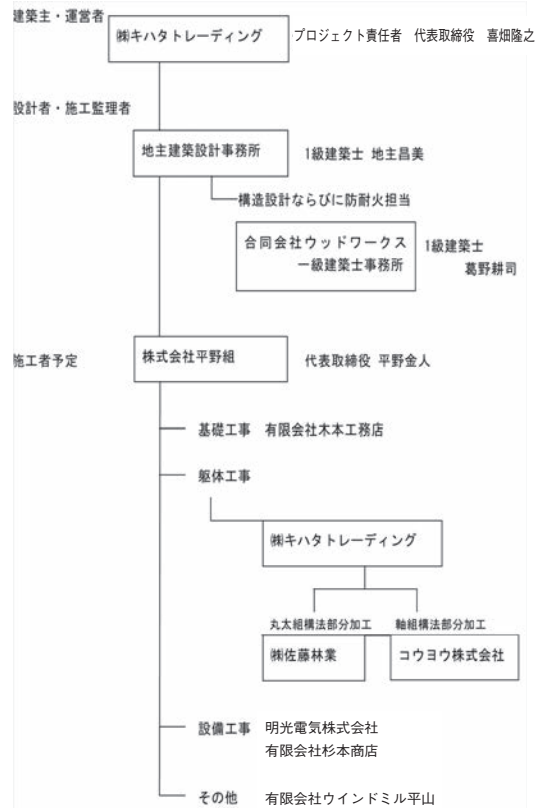 建築主・運営者
㈱キハタトレーディング
プロジェクト責任者 代表取締役 喜畑隆之
設計者・施工監理者
地主建築設計事務所
1級建築士 地主昌美
構造設計ならびに防耐火担当
合同会社ウッドワークス
一級建築士事務所
1級建築士
葛野耕司
施工者予定
株式会社平野組
代表取締役 平野金人
基礎工事 有限会社木本工務店
躯体工事
㈱キハタトレーディング
丸太組構法部分加工 軸組構法部分加工
㈱佐藤林業 コウヨウ株式会社
設備工事 明光電気株式会社
有限会社杉本商店
その他 有限会社ウインドミル平山